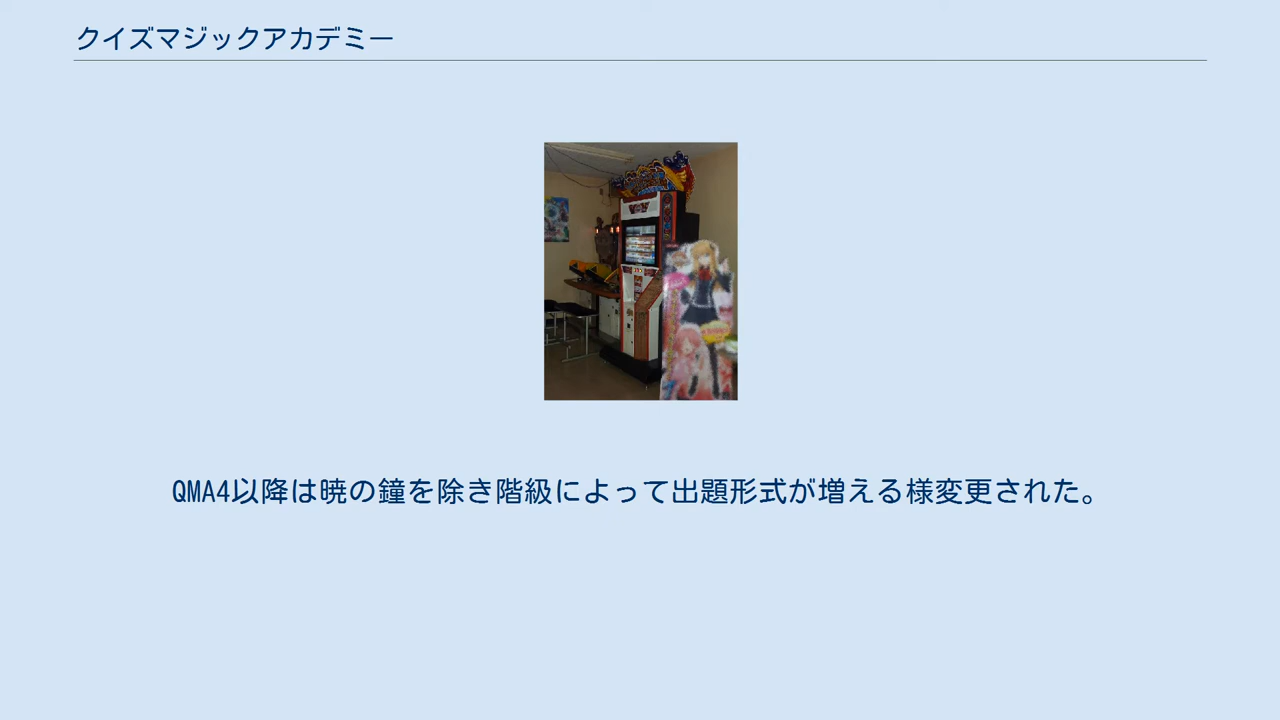 クイズマジックアカデミー
QMA4以降は暁の鐘を除き階級によって出題形式が増える様変更された。